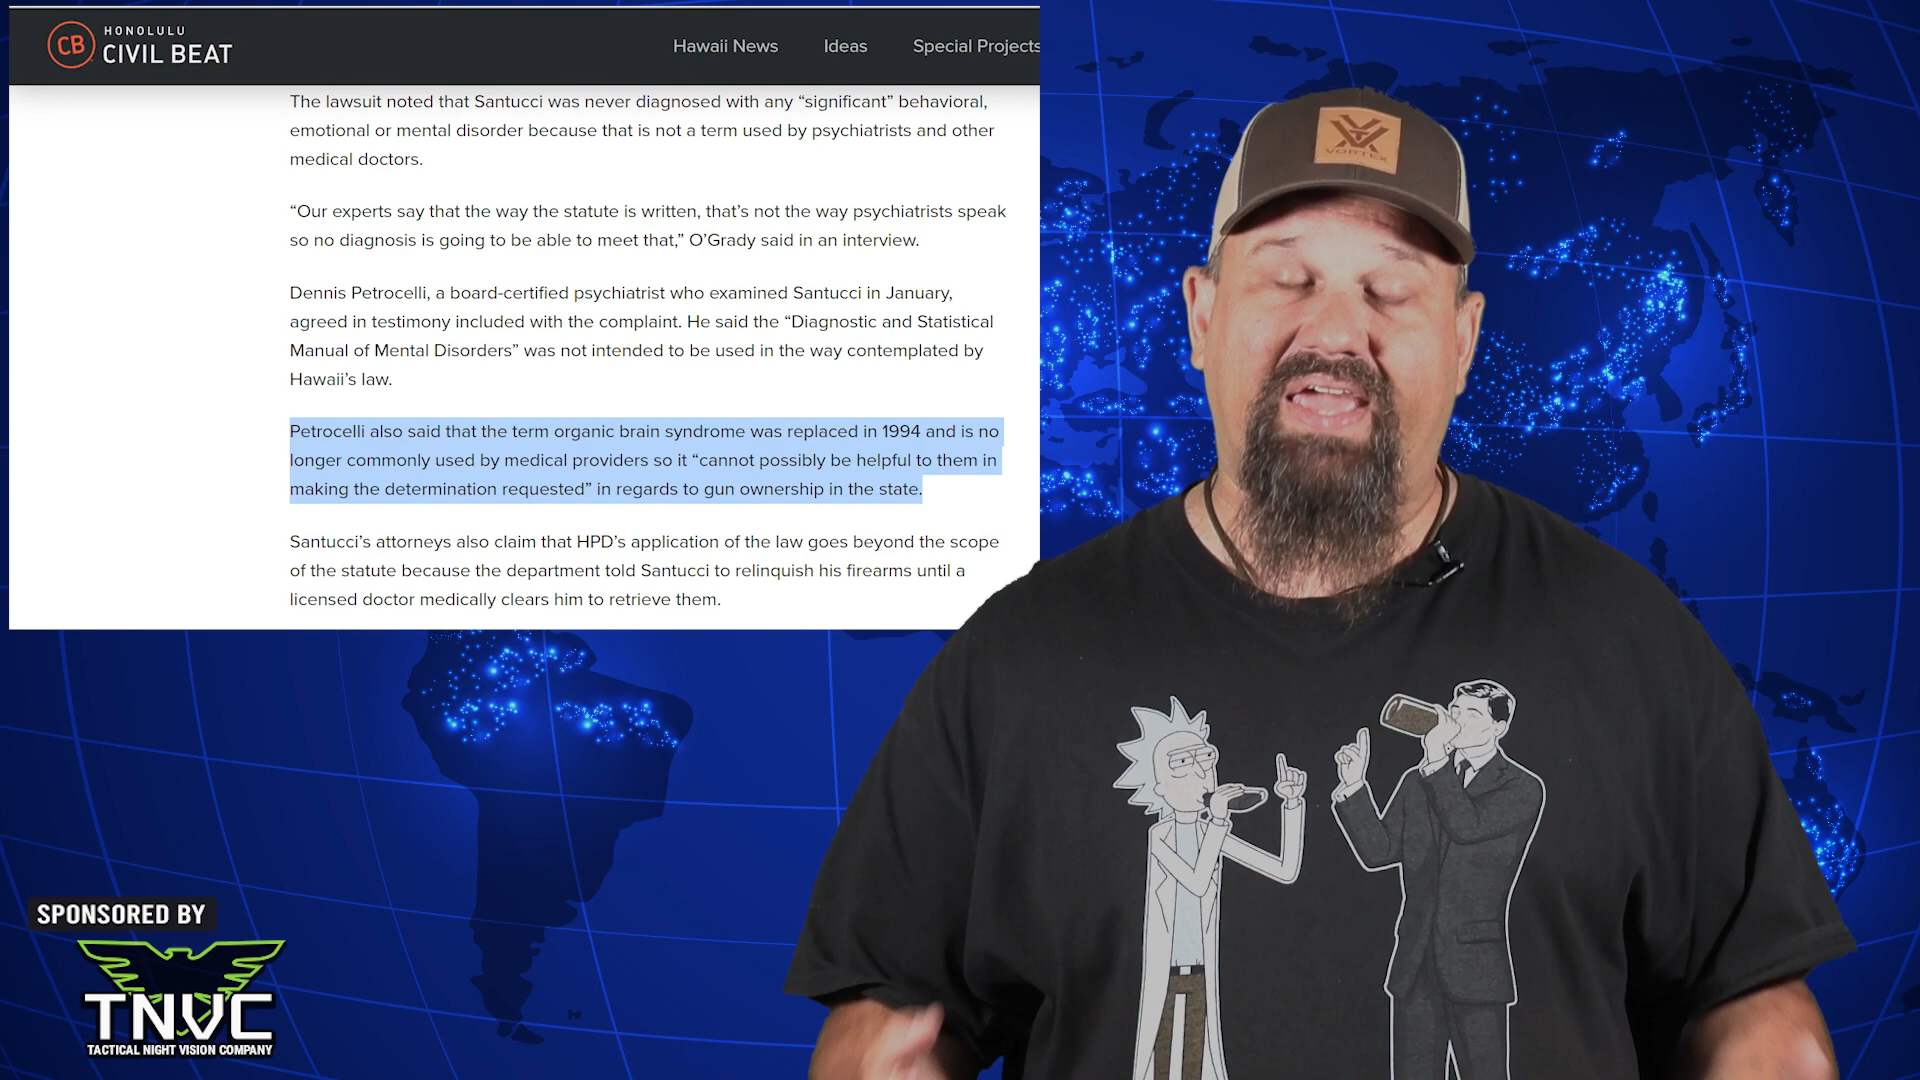 HONOLULU
CIVIL BEAT
Hawaii News
Ideas
Special Projects
The lawsuit noted that Santucci was never diagnosed with any “significant” behavioral,
emotional or mental disorder because that is not a term used by psychiatrists and other
medical doctors.
“Our experts say that the way the statute is written, that’s not the way psychiatrists speak
so no diagnosis is going to be able to meet that,” O’Grady said in an interview.
Dennis Petrocelli, a board-certified psychiatrist who examined Santucci in January,
agreed in testimony included with the complaint. He said the “Diagnostic and Statistical
Manual of Mental Disorders” was not intended to be used in the way contemplated by
Hawaii’s law.
Petrocelli also said that the term organic brain syndrome was replaced in 1994 and is no
longer commonly used by medical providers so it “cannot possibly be helpful to them in
making the determination requested” in regards to gun ownership in the state.
Santucci’s attorneys also claim that HPD’s application of the law goes beyond the scope
of the statute because the department told Santucci to relinquish his firearms until a
licensed doctor medically clears him to retrieve them.
CB
VORTEX
SPONSORED BY
TNVC
TACTICAL NIGHT VISION COMPANY